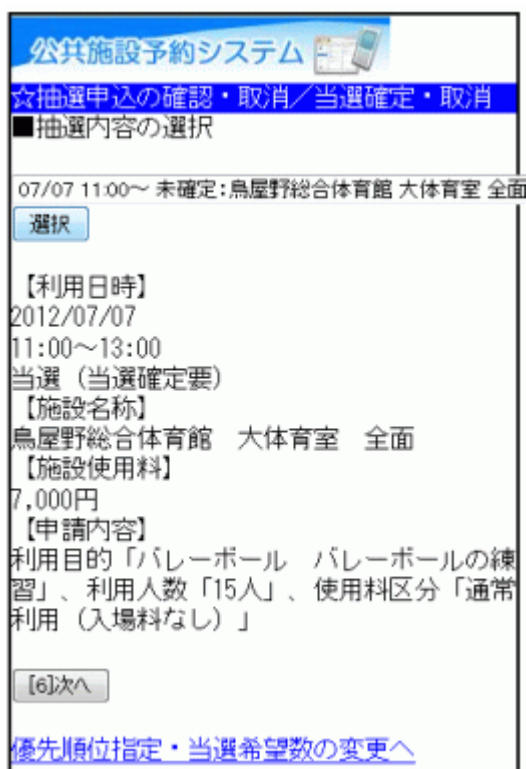 公共施設予約システム
☆抽選申込の確認・取消／当選確定・取消
■抽選内容の選択
07/07 11:00～ 未確定:鳥屋野総合体育館 大体育室 全面
選択
【利用日時】
2012/07/07
11:00～13:00
当選（当選確定要）
【施設名称】
鳥屋野総合体育館　大体育室　全面
【施設使用料】
7,000円
【申請内容】
利用目的「バレーボール　バレーボールの練
習」、利用人数「15人」、使用料区分「通常
利用（入場料なし）」
[6]次へ
優先順位指定・当選希望数の変更へ